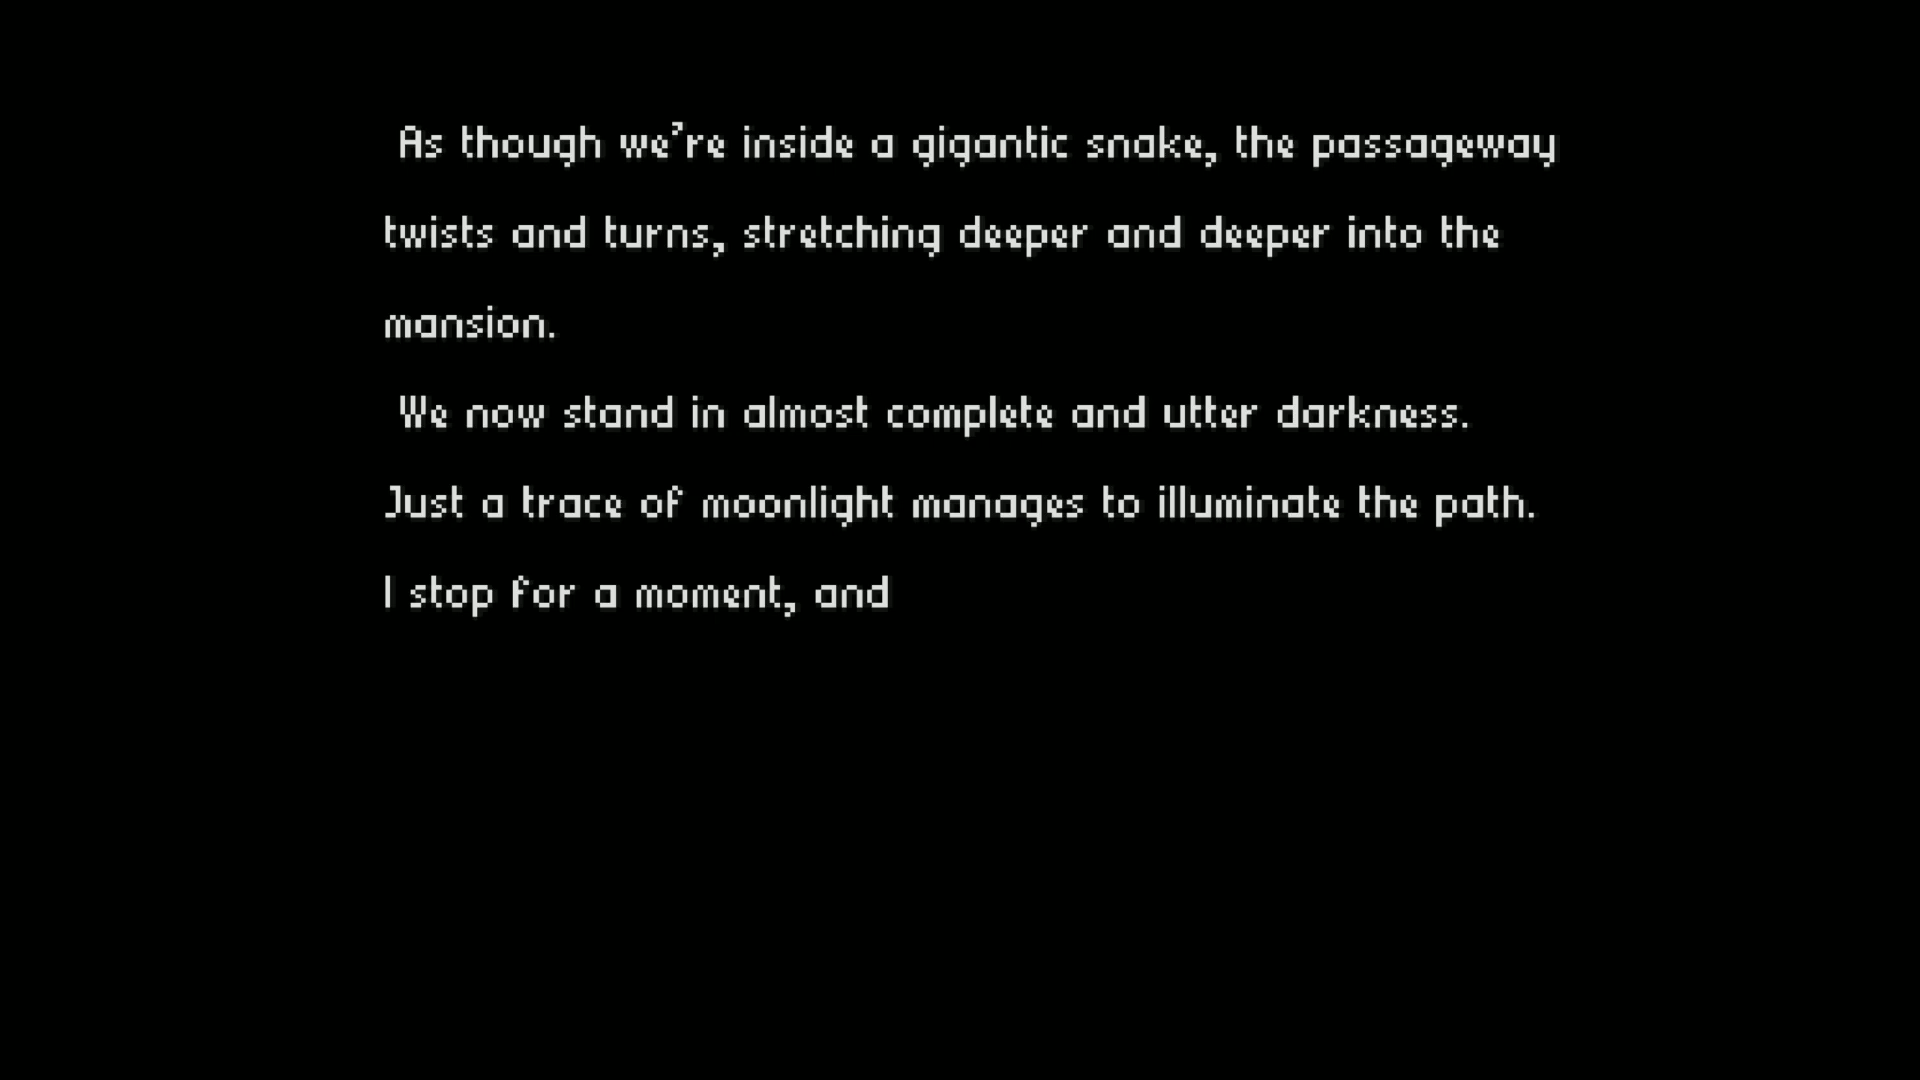 As though we're inside a gigantic snake, the passageway
twists and turns, stretching deeper and deeper into the
mansion.
We now stand in almost complete and utter darkness.
Just a trace of moonlight manages to illuminate the path.
I stop for a moment, and